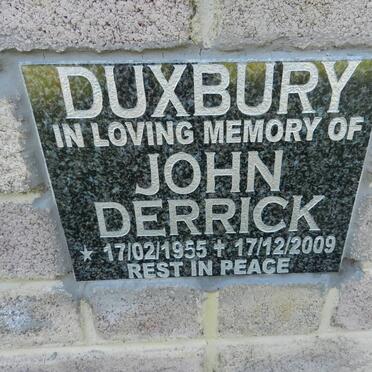 DUXBURY
IN LOVING MEMORY OF
JOHN
DERRICK
★ 17/02/1955 ✝ 17/12/2009
REST IN PEACE